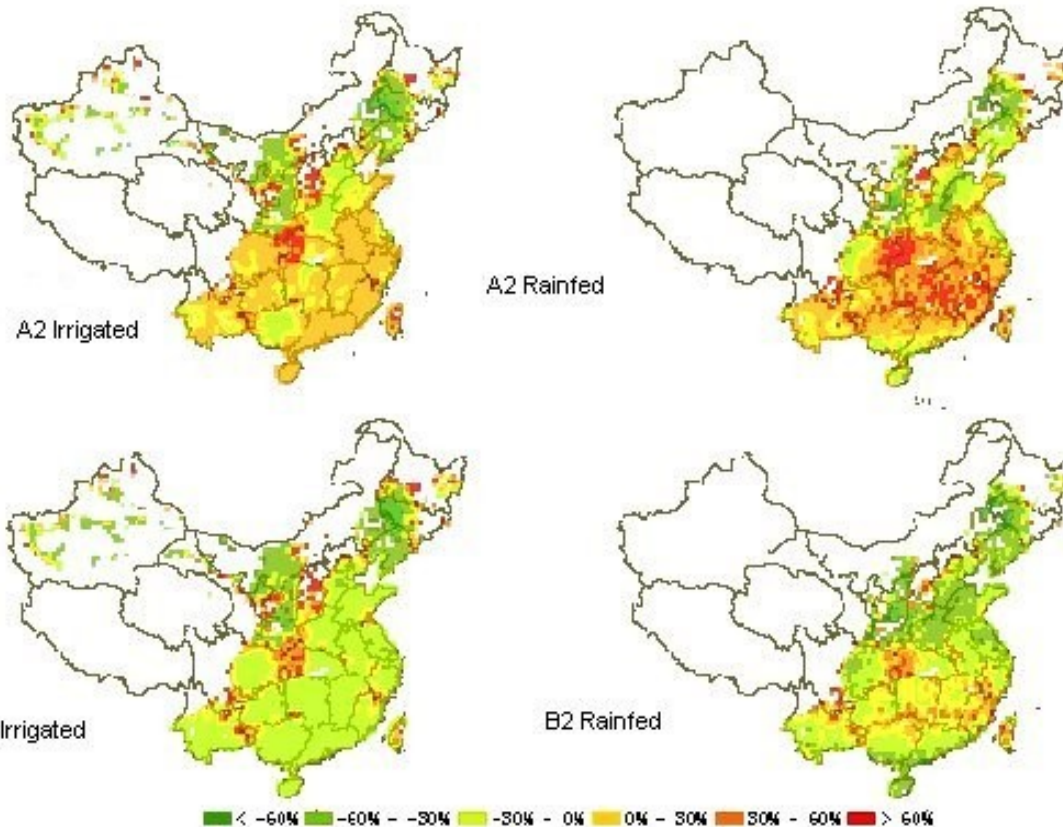 A2 Irrigated
A2 Rainfed
Irrigated
B2 Rainfed
< -60% -60% - -30% -30% - 0% 0% - 30% 30% - 60% > 60%